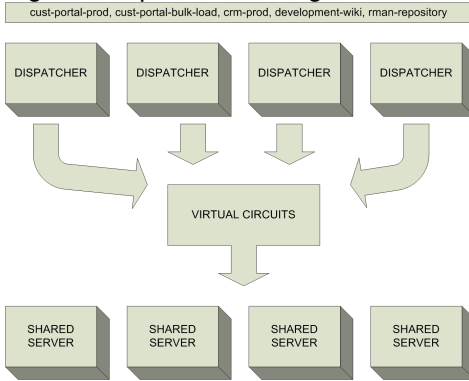 cust-portal-prod, cust-portal-bulk-load, crm-prod, development-wiki, rman-repository
DISPATCHER
DISPATCHER
DISPATCHER
DISPATCHER
VIRTUAL CIRCUITS
SHARED
SERVER
SHARED
SERVER
SHARED
SERVER
SHARED
SERVER